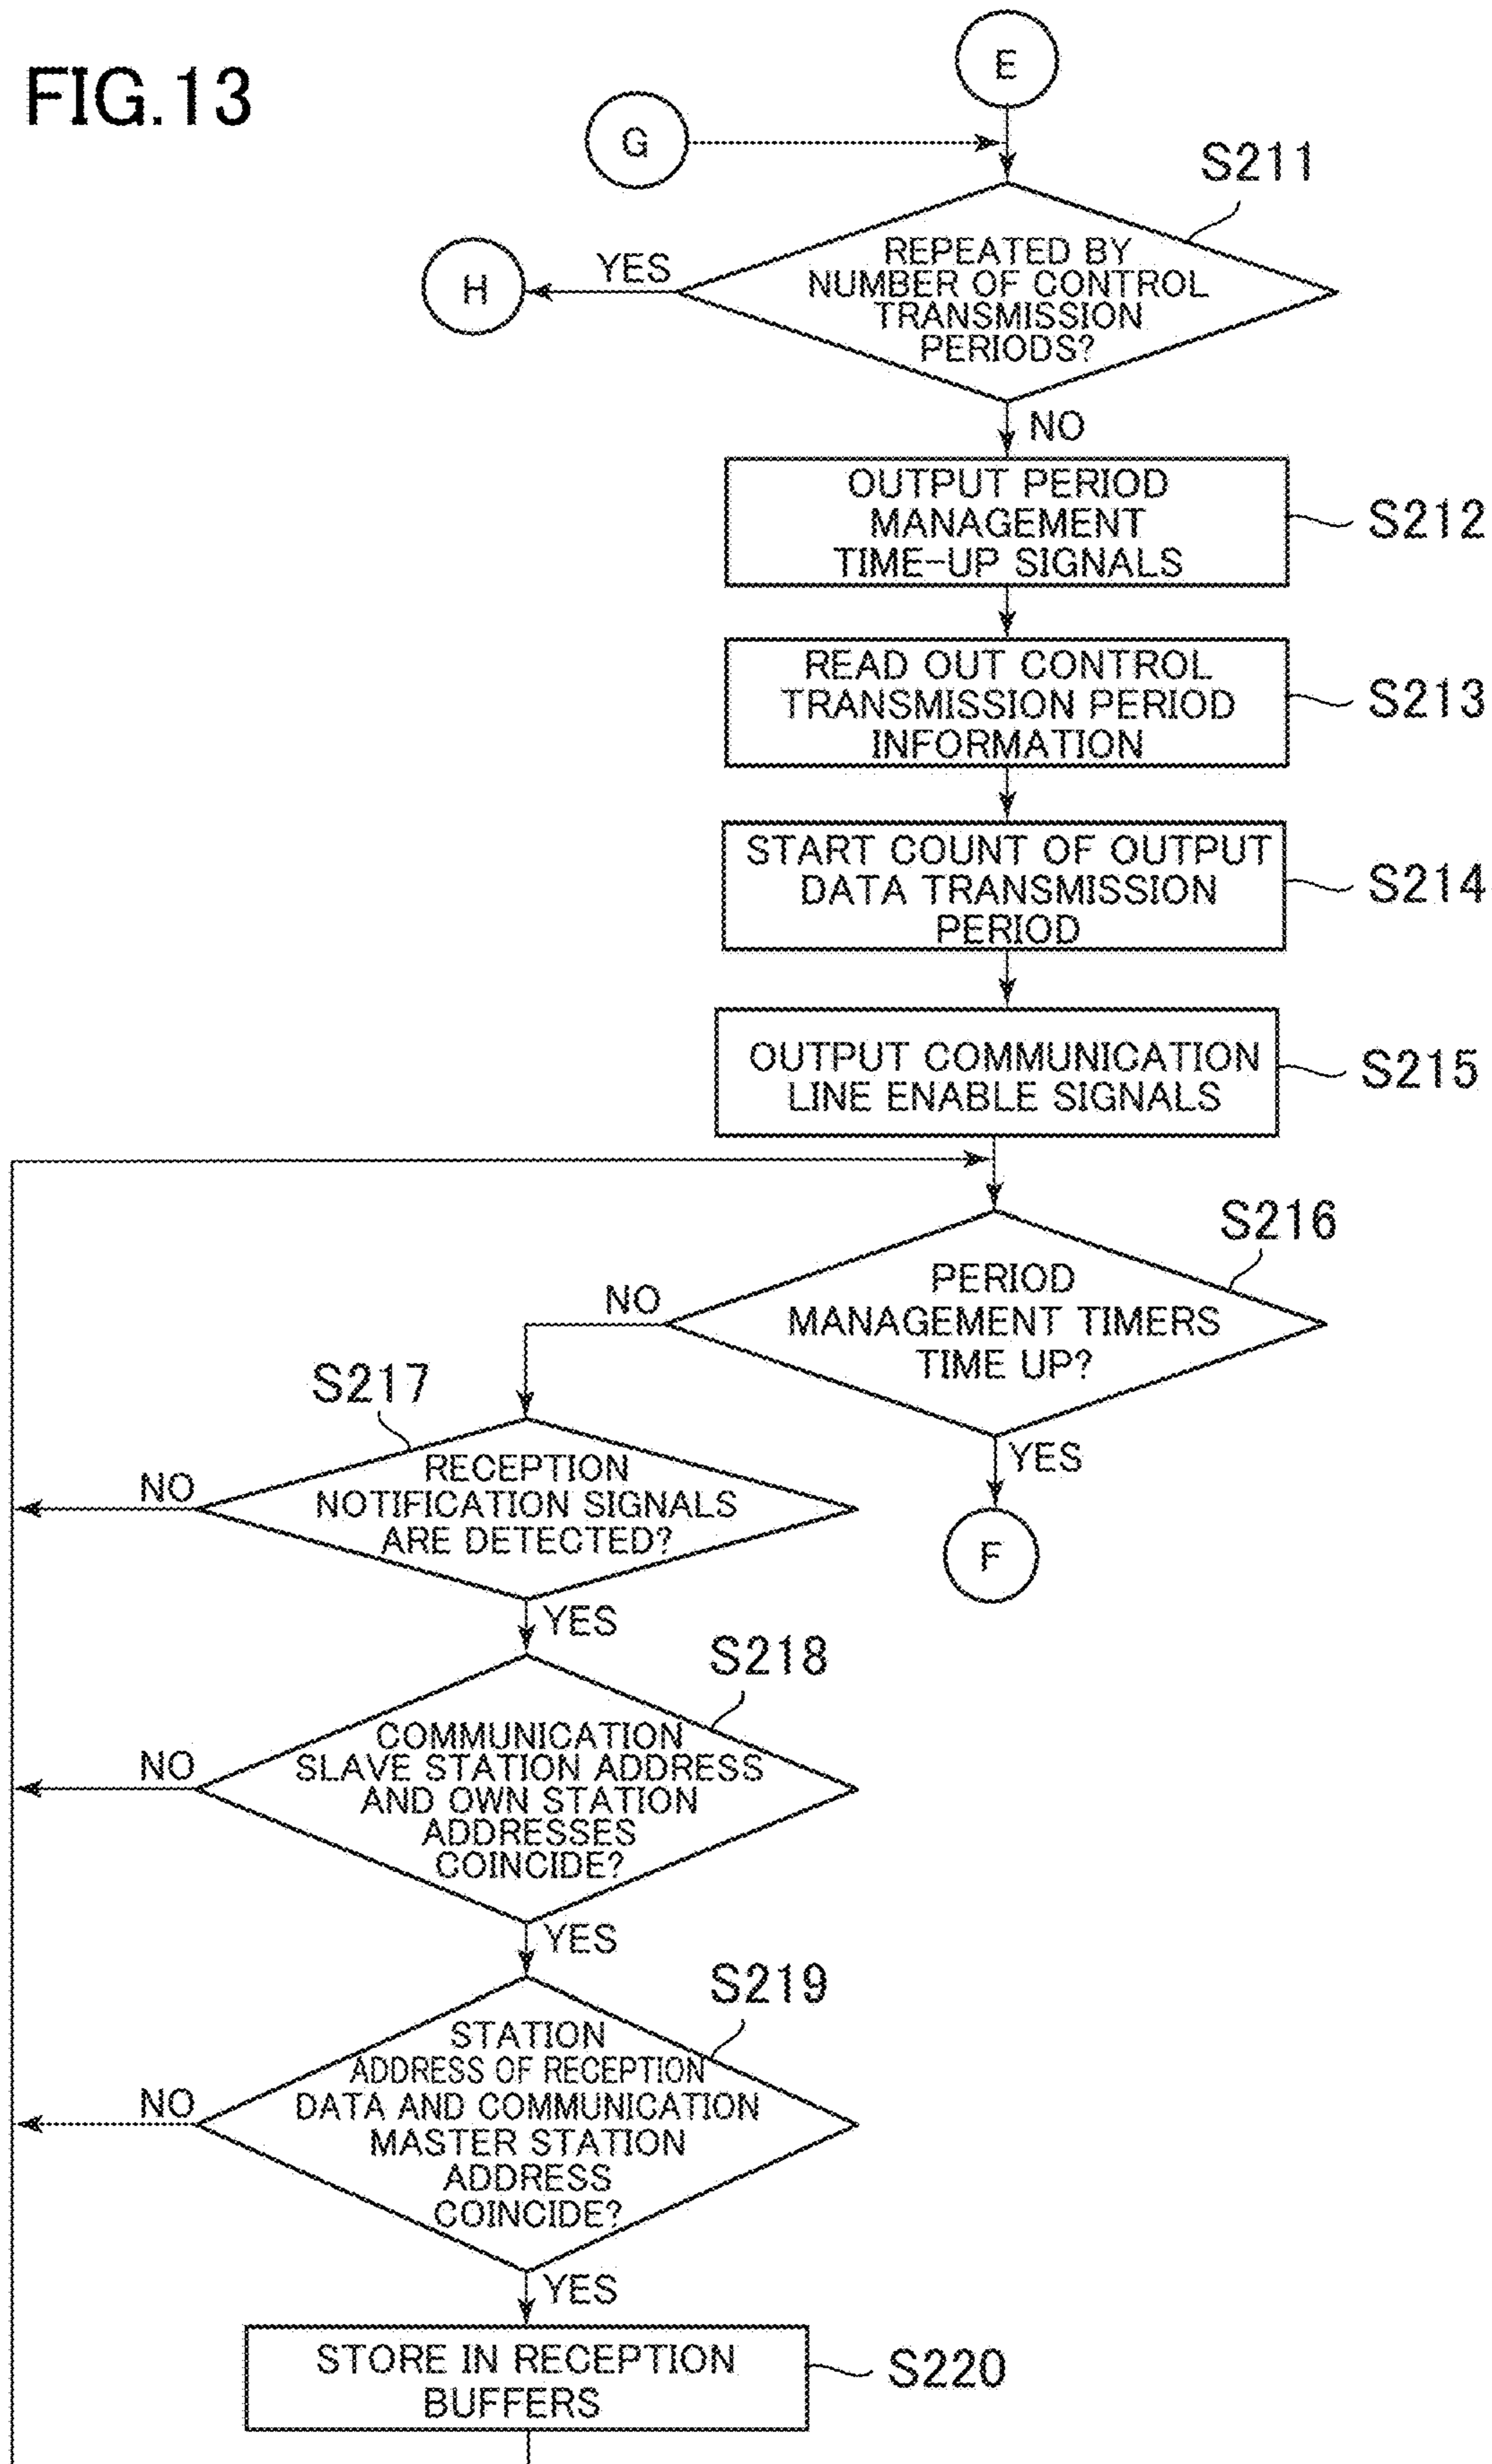 FIG.13
E
G
S211
REPEATED BY
NUMBER OF CONTROL
TRANSMISSION
PERIODS?
YES
H
NO
OUTPUT PERIOD
MANAGEMENT
TIME-UP SIGNALS
S212
READ OUT CONTROL
TRANSMISSION PERIOD
INFORMATION
S213
START COUNT OF OUTPUT
DATA TRANSMISSION
PERIOD
S214
OUTPUT COMMUNICATION
LINE ENABLE SIGNALS
S215
S216
PERIOD
MANAGEMENT TIMERS
TIME UP?
NO
YES
F
S217
RECEPTION
NOTIFICATION SIGNALS
ARE DETECTED?
NO
YES
S218
COMMUNICATION
SLAVE STATION ADDRESS
AND OWN STATION
ADDRESSES
COINCIDE?
NO
YES
S219
STATION
ADDRESS OF RECEPTION
DATA AND COMMUNICATION
MASTER STATION
ADDRESS
COINCIDE?
NO
YES
STORE IN RECEPTION
BUFFERS
S220